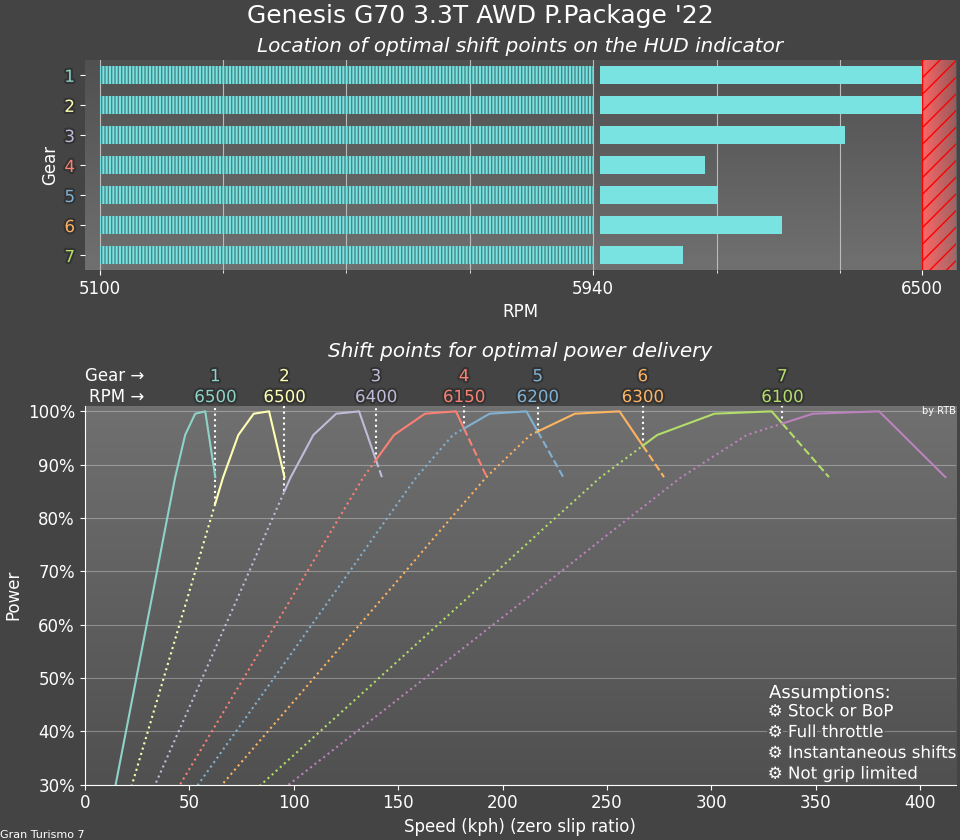 Genesis G70 3.3T AWD P.Package '22
Location of optimal shift points on the HUD indicator
Gear
1
2
3
4
5
6
7
5100 5940 6500
RPM
Shift points for optimal power delivery
Gear → 1 2 3 4 5 6 7
RPM → 6500 6500 6400 6150 6200 6300 6100
by RTB
Power
100%
90%
80%
70%
60%
50%
40%
30%
Assumptions:
⚙ Stock or BoP
⚙ Full throttle
⚙ Instantaneous shifts
⚙ Not grip limited
0 50 100 150 200 250 300 350 400
Speed (kph) (zero slip ratio)
Gran Turismo 7